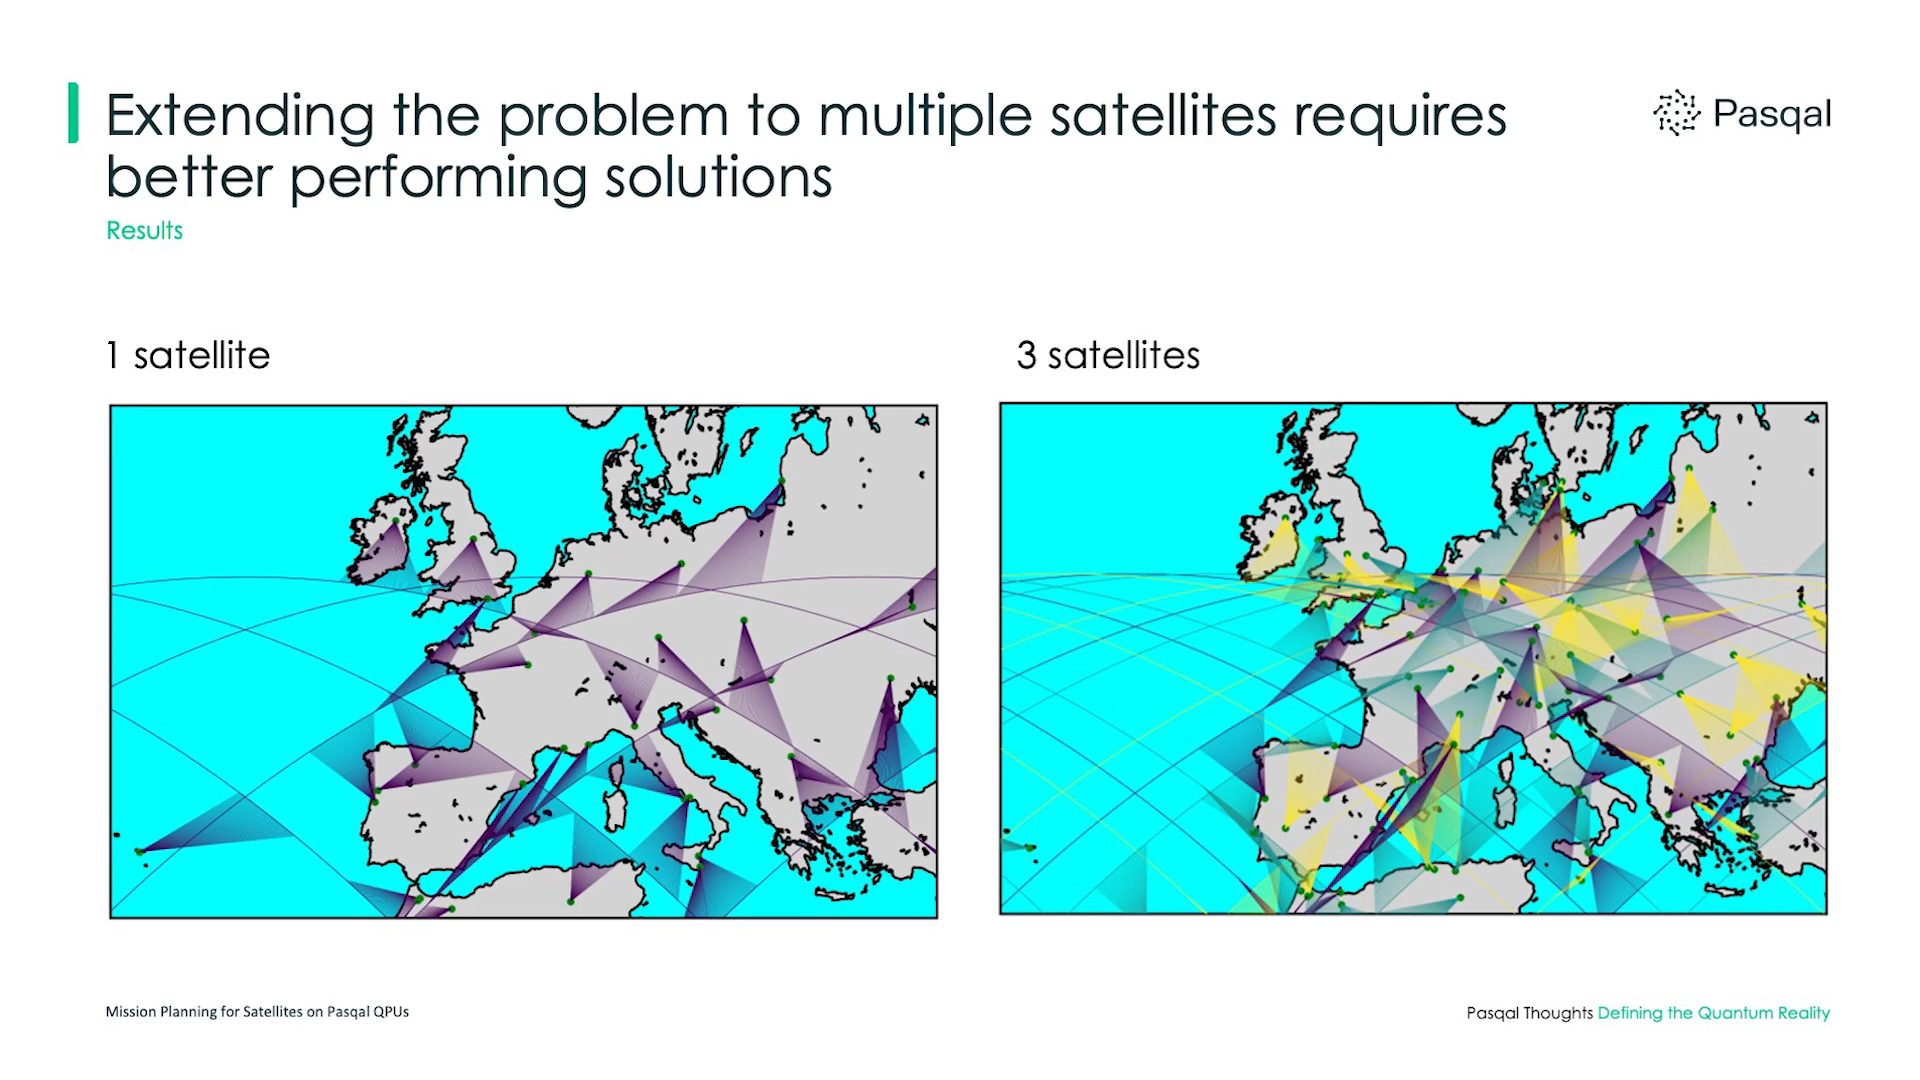 Extending the problem to multiple satellites requires
better performing solutions
Pasqal
Results
1 satellite
3 satellites
Mission Planning for Satellites on Pasqal QPUs
Pasqal Thoughts Defining the Quantum Reality